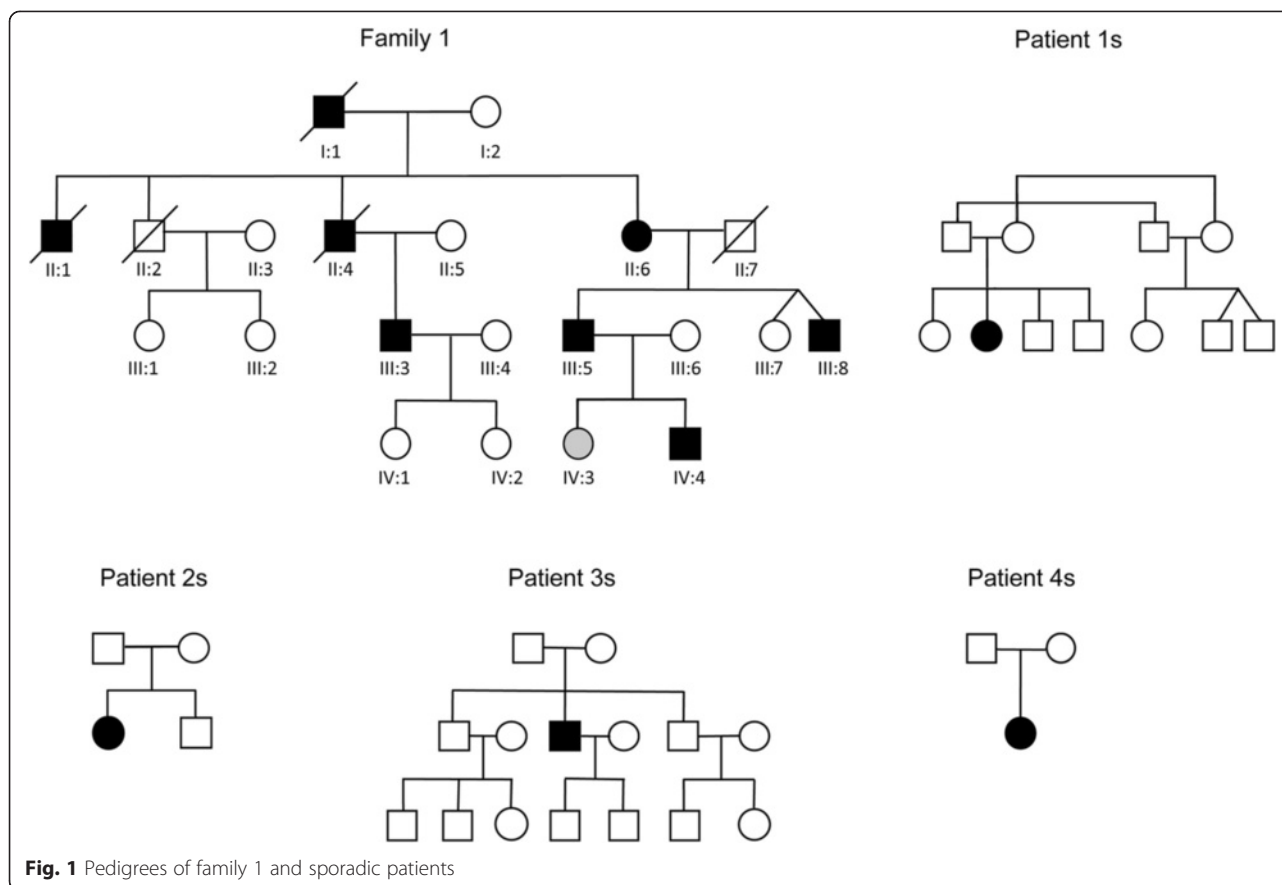 Family 1
Patient 1s
I:1
I:2
II:1
II:2
II:3
II:4
II:5
II:6
II:7
III:1
III:2
III:3
III:4
III:5
III:6
III:7
III:8
IV:1
IV:2
IV:3
IV:4
Patient 2s
Patient 3s
Patient 4s
Fig. 1 Pedigrees of family 1 and sporadic patients